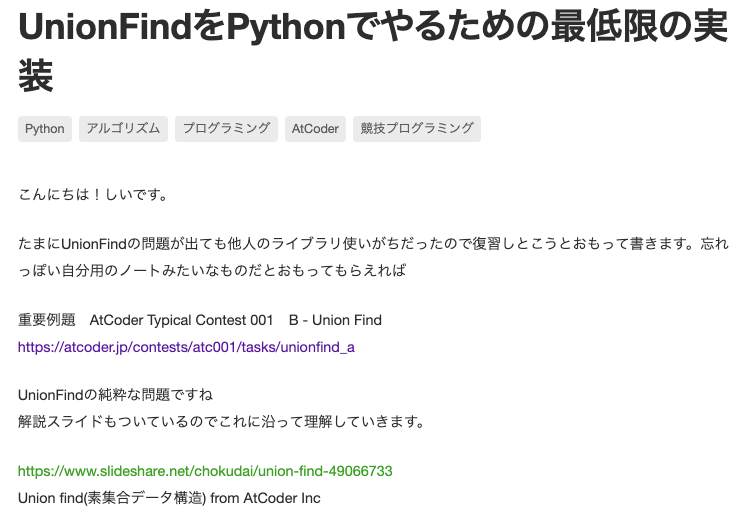 UnionFindをPythonでやるための最低限の実
装
Python アルゴリズム プログラミング AtCoder 競技プログラミング
こんにちは！しいです。
たまにUnionFindの問題が出ても他人のライブラリ使いがちだったので復習しとこうとおもって書きます。忘れ
っぽい自分用のノートみたいなものだとおもってもらえれば
重要例題　AtCoder Typical Contest 001　B - Union Find
https://atcoder.jp/contests/atc001/tasks/unionfind_a
UnionFindの純粋な問題ですね
解説スライドもついているのでこれに沿って理解していきます。
https://www.slideshare.net/chokudai/union-find-49066733
Union find(素集合データ構造) from AtCoder Inc